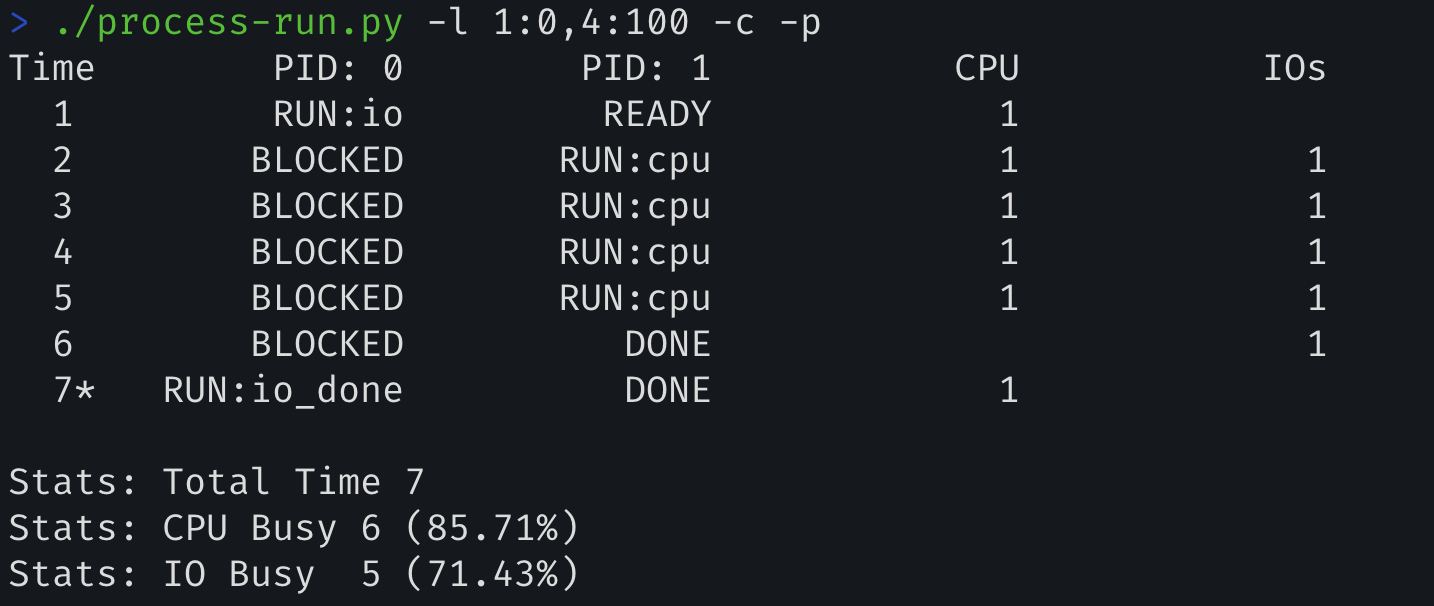 > ./process-run.py -l 1:0,4:100 -c -p
Time        PID: 0        PID: 1           CPU           IOs
  1         RUN:io         READY             1
  2        BLOCKED       RUN:cpu             1             1
  3        BLOCKED       RUN:cpu             1             1
  4        BLOCKED       RUN:cpu             1             1
  5        BLOCKED       RUN:cpu             1             1
  6        BLOCKED          DONE                           1
  7*   RUN:io_done          DONE             1

Stats: Total Time 7
Stats: CPU Busy 6 (85.71%)
Stats: IO Busy  5 (71.43%)